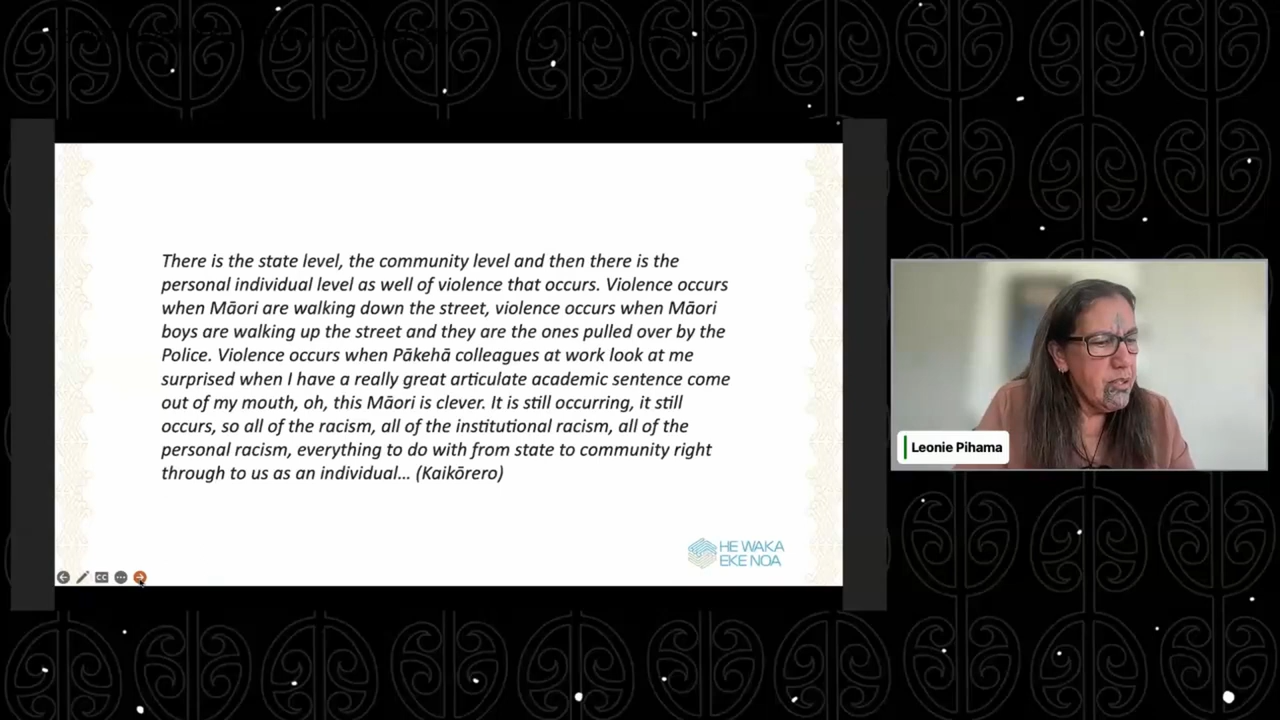 There is the state level, the community level and then there is the
personal individual level as well of violence that occurs. Violence occurs
when Māori are walking down the street, violence occurs when Māori
boys are walking up the street and they are the ones pulled over by the
Police. Violence occurs when Pākehā colleagues at work look at me
surprised when I have a really great articulate academic sentence come
out of my mouth, oh, this Māori is clever. It is still occurring, it still
occurs, so all of the racism, all of the institutional racism, all of the
personal racism, everything to do with from state to community right
through to us as an individual... (Kaikōrero)
HE WAKA
EKE NOA
CC
Leonie Pihama